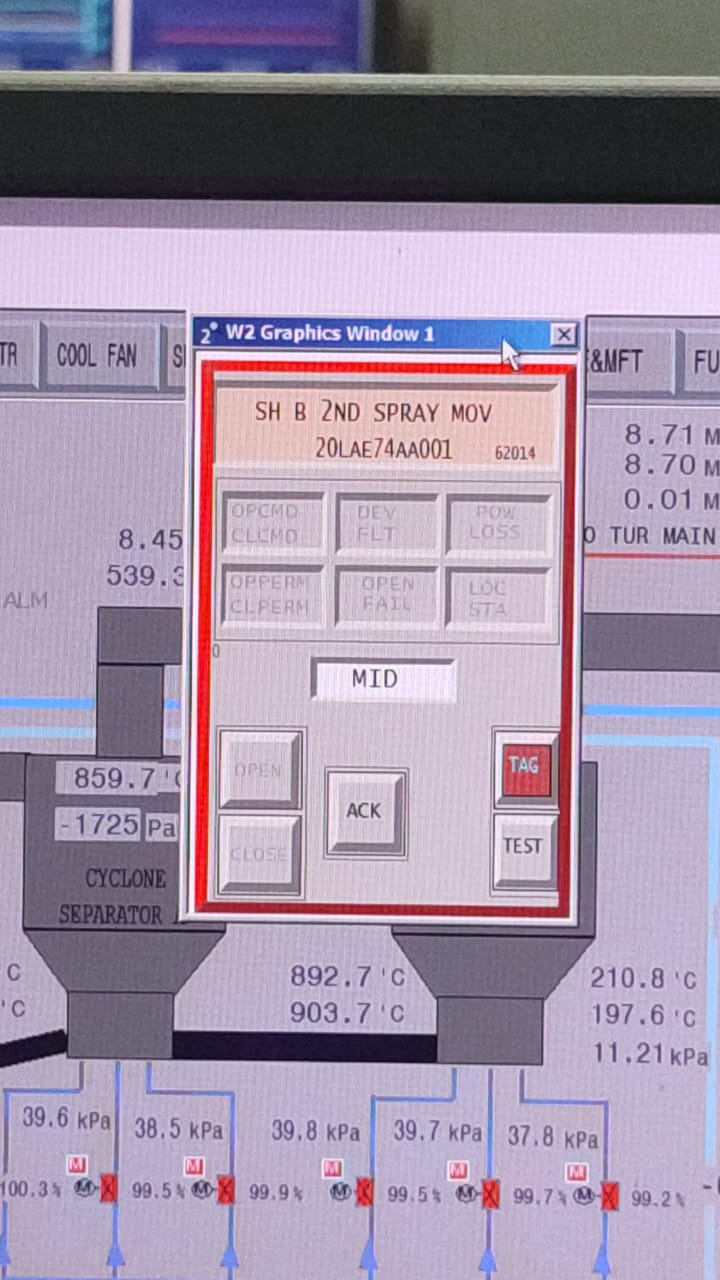 W2 Graphics Window 1
COOL FAN
&MFT
FU
SH B 2ND SPRAY MOV
20LAE74AA001 62014
8.71 M
8.70 M
0.01 M
OPCMD
CLCMD
DEV
FLT
POW
LOSS
8.45
539.3
TUR MAIN
ALM
OPPERM
CLPERM
OPEN
FAIL
LOC
STA
0
MID
OPEN
TAG
859.7 'C
ACK
-1725 Pa
CLOSE
TEST
CYCLONE
SEPARATOR
'C 892.7 'C 210.8 'C
'C 903.7 'C 197.6 'C
11.21 kPa
39.6 kPa 38.5 kPa 39.8 kPa 39.7 kPa 37.8 kPa
M M M M M
100.3 % M 99.5 % M 99.9 % M 99.5 % M 99.7 % M 99.2 %